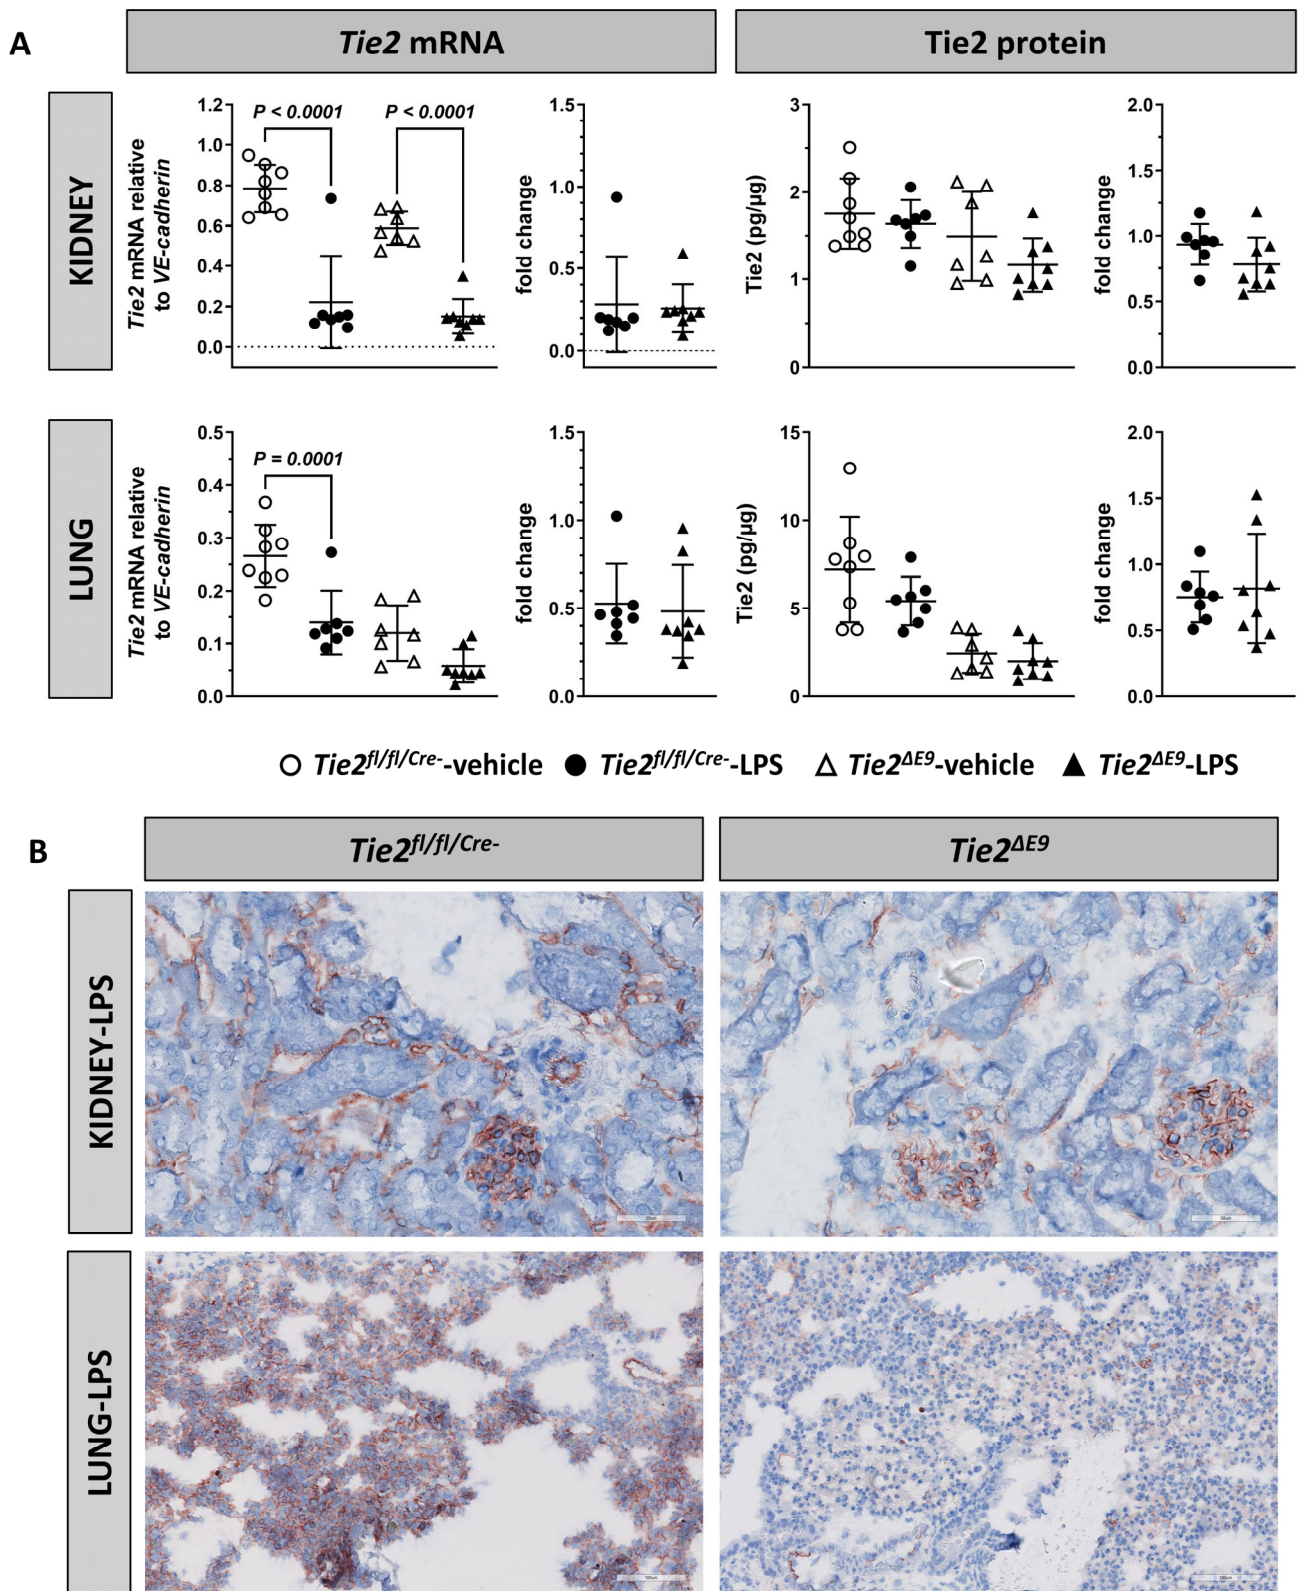 A
Tie2 mRNA
Tie2 protein
KIDNEY
Tie2 mRNA relative
to VE-cadherin
1.2
1.0
0.8
0.6
0.4
0.2
0.0
P < 0.0001
P < 0.0001
fold change
1.5
1.0
0.5
0.0
Tie2 (pg/µg)
3
2
1
0
fold change
2.0
1.5
1.0
0.5
0.0
LUNG
Tie2 mRNA relative
to VE-cadherin
0.5
0.4
0.3
0.2
0.1
0.0
P = 0.0001
fold change
1.5
1.0
0.5
0.0
Tie2 (pg/µg)
15
10
5
0
fold change
2.0
1.5
1.0
0.5
0.0
Tie2fl/fl/Cre--vehicle
Tie2fl/fl/Cre--LPS
Tie2ΔE9-vehicle
Tie2ΔE9-LPS
B
Tie2fl/fl/Cre-
Tie2ΔE9
KIDNEY-LPS
50um
50um
LUNG-LPS
100um
100um